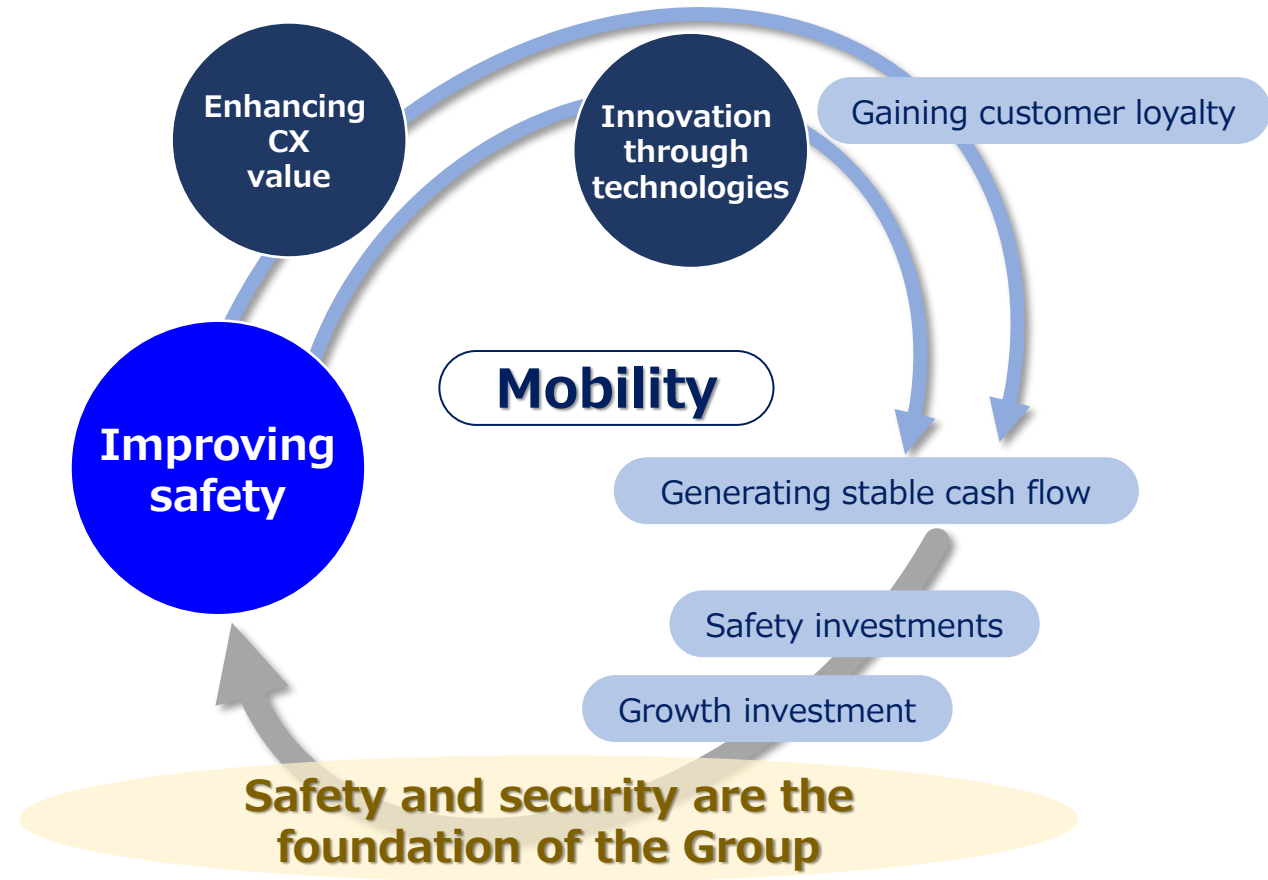 Enhancing
CX
value
Innovation
through
technologies
Gaining customer loyalty
Mobility
Improving
safety
Generating stable cash flow
Safety investments
Growth investment
Safety and security are the
foundation of the Group